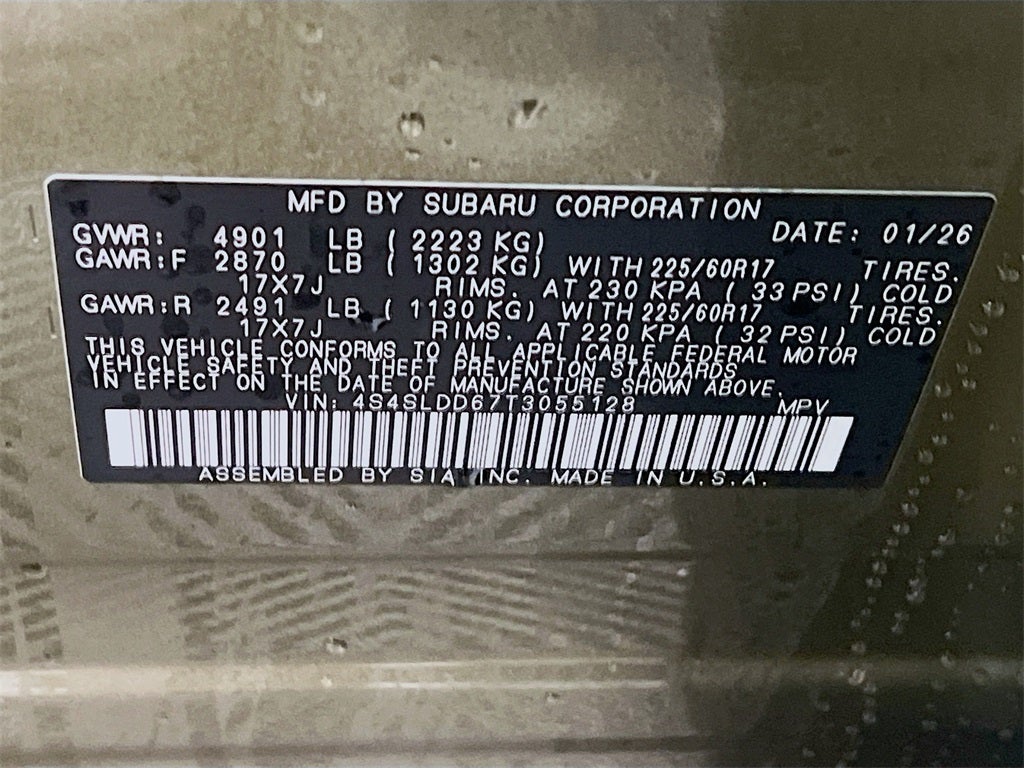 MFD BY SUBARU CORPORATION
GVWR: 4901 LB ( 2223 KG) DATE: 01/26
GAWR:F 2870 LB ( 1302 KG) WITH 225/60R17 TIRES.
17X7J RIMS. AT 230 KPA ( 33 PSI) COLD
GAWR:R 2491 LB ( 1130 KG) WITH 225/60R17 TIRES.
17X7J RIMS. AT 220 KPA ( 32 PSI) COLD
THIS VEHICLE CONFORMS TO ALL APPLICABLE FEDERAL MOTOR
VEHICLE SAFETY AND THEFT PREVENTION STANDARDS
IN EFFECT ON THE DATE OF MANUFACTURE SHOWN ABOVE.
VIN: 4S4SLDD67T3055128 MPV
ASSEMBLED BY SIA INC. MADE IN U.S.A.